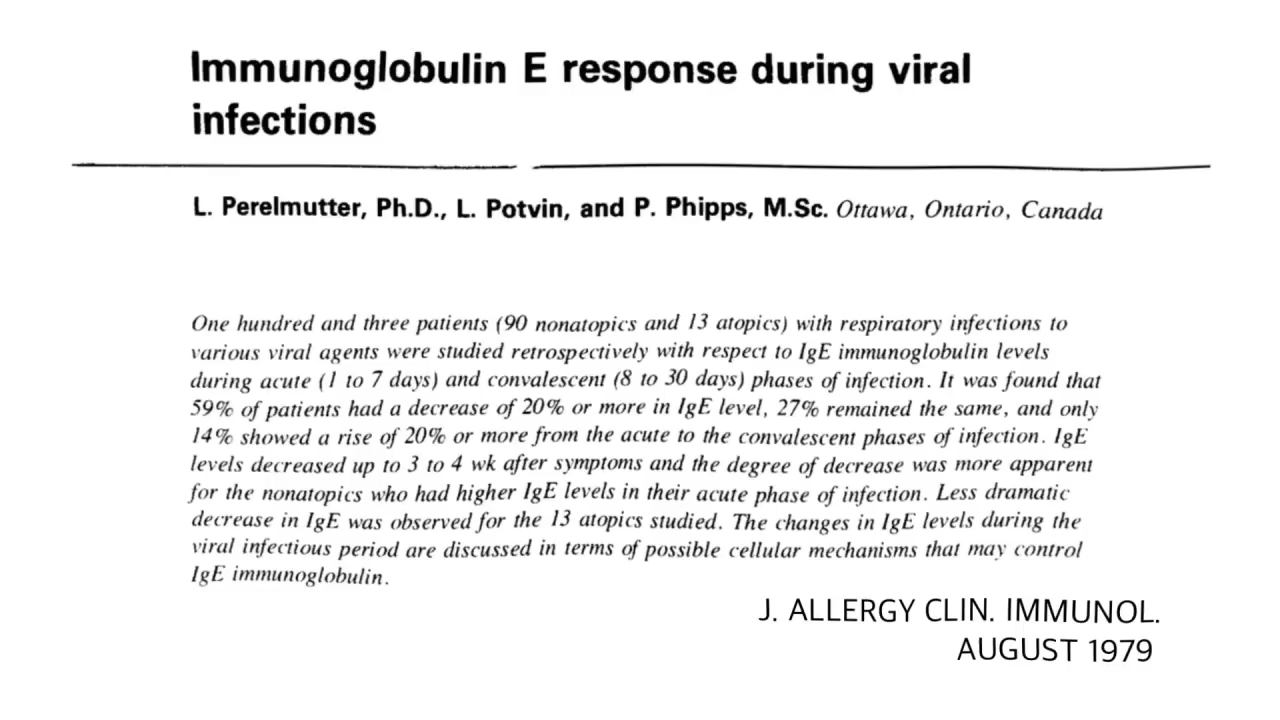 Immunoglobulin E response during viral
infections
L. Perelmutter, Ph.D., L. Potvin, and P. Phipps, M.Sc. Ottawa, Ontario, Canada
One hundred and three patients (90 nonatopics and 13 atopics) with respiratory infections to
various viral agents were studied retrospectively with respect to IgE immunoglobulin levels
during acute (1 to 7 days) and convalescent (8 to 30 days) phases of infection. It was found that
59% of patients had a decrease of 20% or more in IgE level, 27% remained the same, and only
14% showed a rise of 20% or more from the acute to the convalescent phases of infection. IgE
levels decreased up to 3 to 4 wk after symptoms and the degree of decrease was more apparent
for the nonatopics who had higher IgE levels in their acute phase of infection. Less dramatic
decrease in IgE was observed for the 13 atopics studied. The changes in IgE levels during the
viral infectious period are discussed in terms of possible cellular mechanisms that may control
IgE immunoglobulin.
J. ALLERGY CLIN. IMMUNOL.
AUGUST 1979